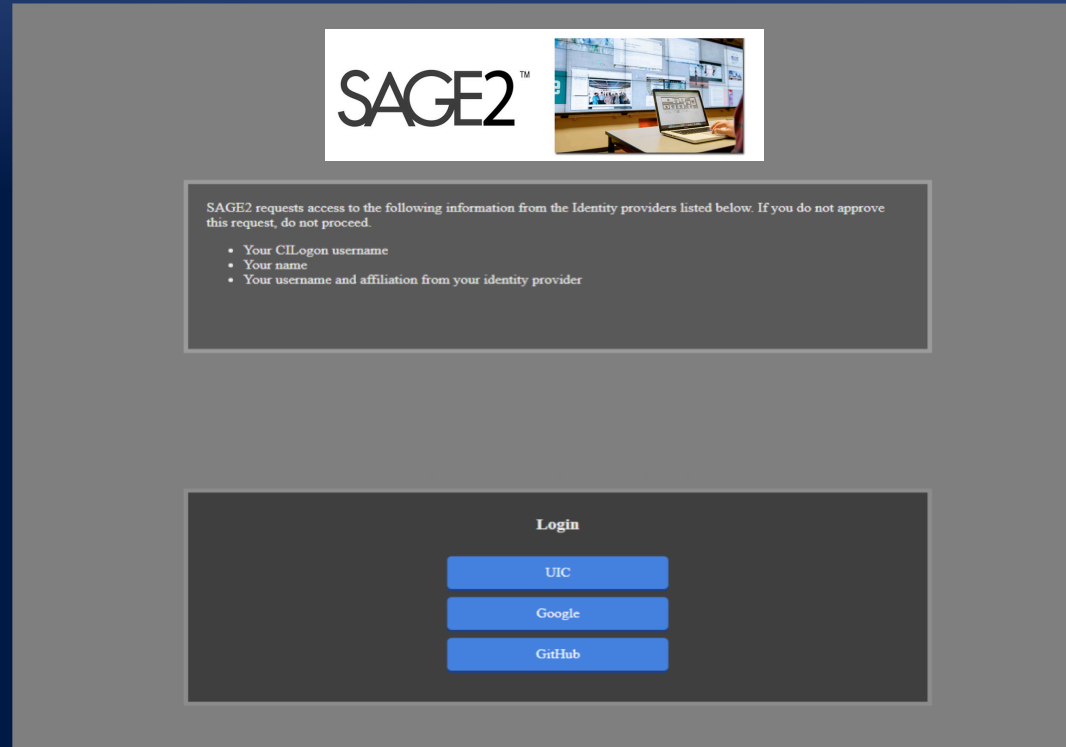 SAGE2™
SAGE2 requests access to the following information from the Identity providers listed below. If you do not approve
this request, do not proceed.
• Your CILogon username
• Your name
• Your username and affiliation from your identity provider
Login
UIC
Google
GitHub